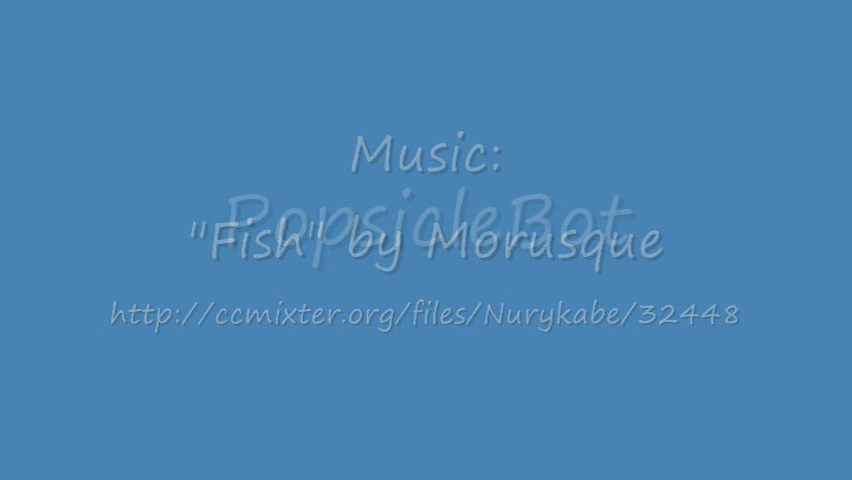 Music:
PopsicleBot
"Fish" by Morusque
http://ccmixter.org/files/Nurykabe/32448